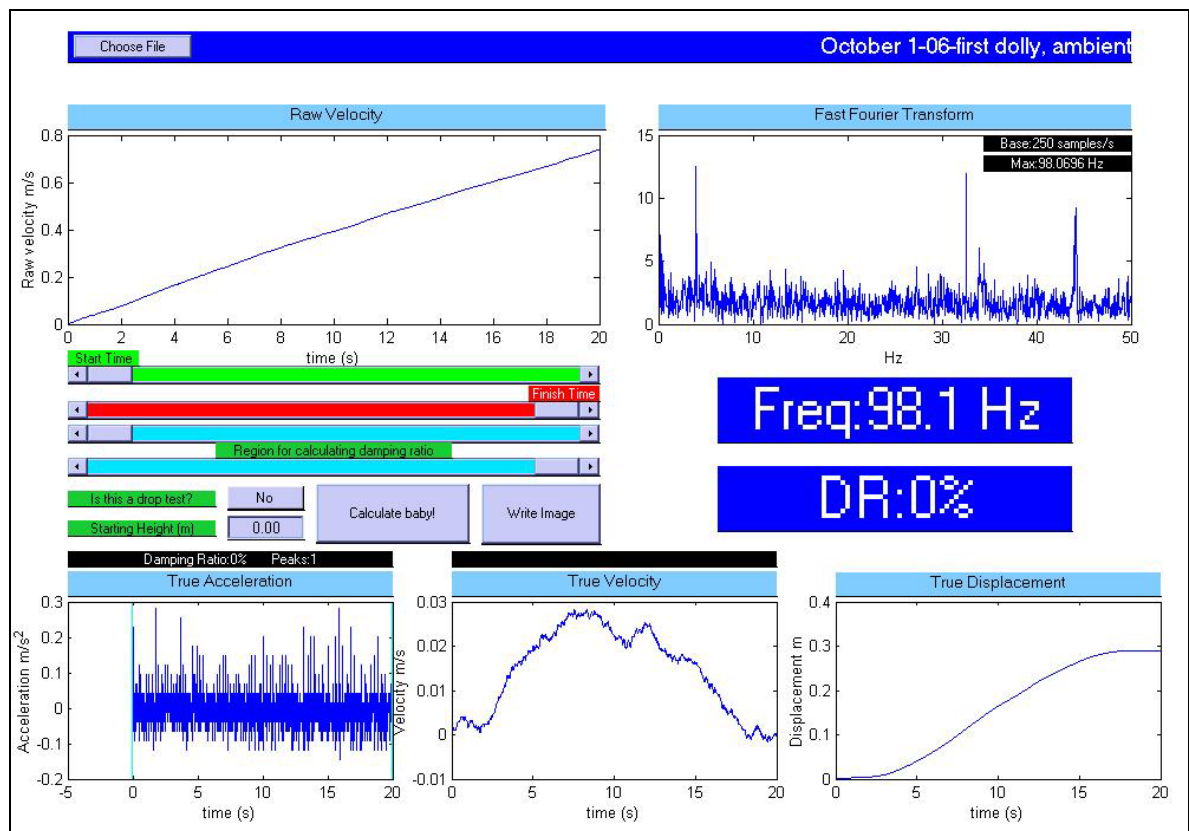 Choose File
October 1-06-first dolly, ambient
Raw Velocity
Raw velocity m/s
0.8
0.6
0.4
0.2
0
0 2 4 6 8 10 12 14 16 18 20
time (s)
Fast Fourier Transform
Base:250 samples/s
Max:98.0696 Hz
15
10
5
0
0 10 20 30 40 50
Hz
Start Time
Finish Time
Region for calculating damping ratio
Is this a drop test?
No
Starting Height (m)
0.00
Calculate baby!
Write Image
Freq:98.1 Hz
DR:0%
Damping Ratio:0% Peaks:1
True Acceleration
Acceleration m/s²
0.3
0.2
0.1
0
-0.1
-0.2
-5 0 5 10 15 20
time (s)
True Velocity
Velocity m/s
0.03
0.02
0.01
0
-0.01
0 5 10 15 20
time (s)
True Displacement
Displacement m
0.4
0.3
0.2
0.1
0
0 5 10 15 20
time (s)